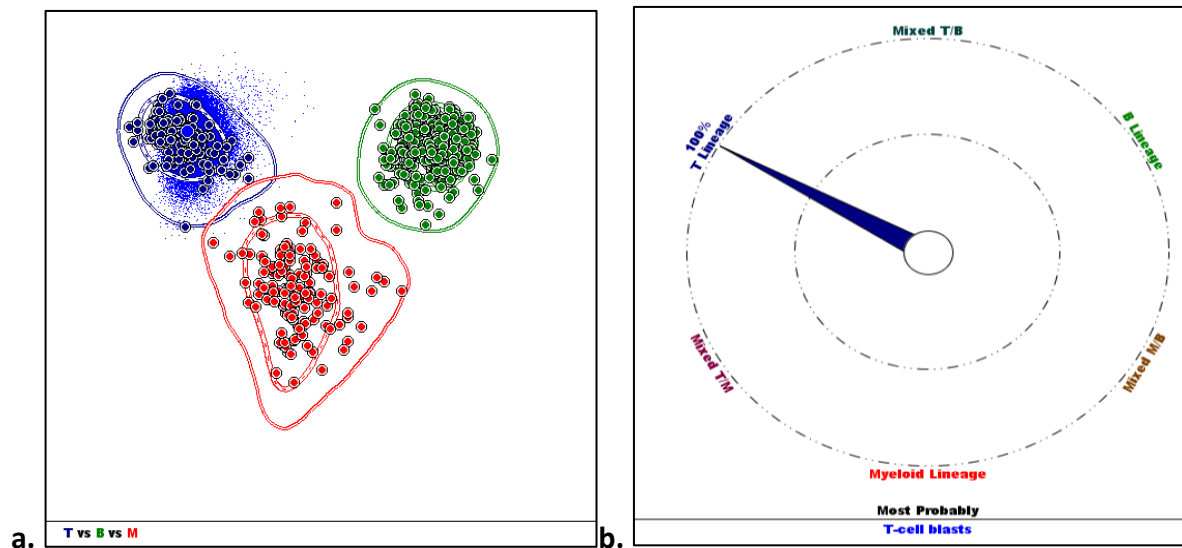 a.
T vs B vs M
b.
Mixed T/B
B Lineage
100%
T Lineage
Mixed T/M
Mixed M/B
Myeloid Lineage
Most Probably
T-cell blasts